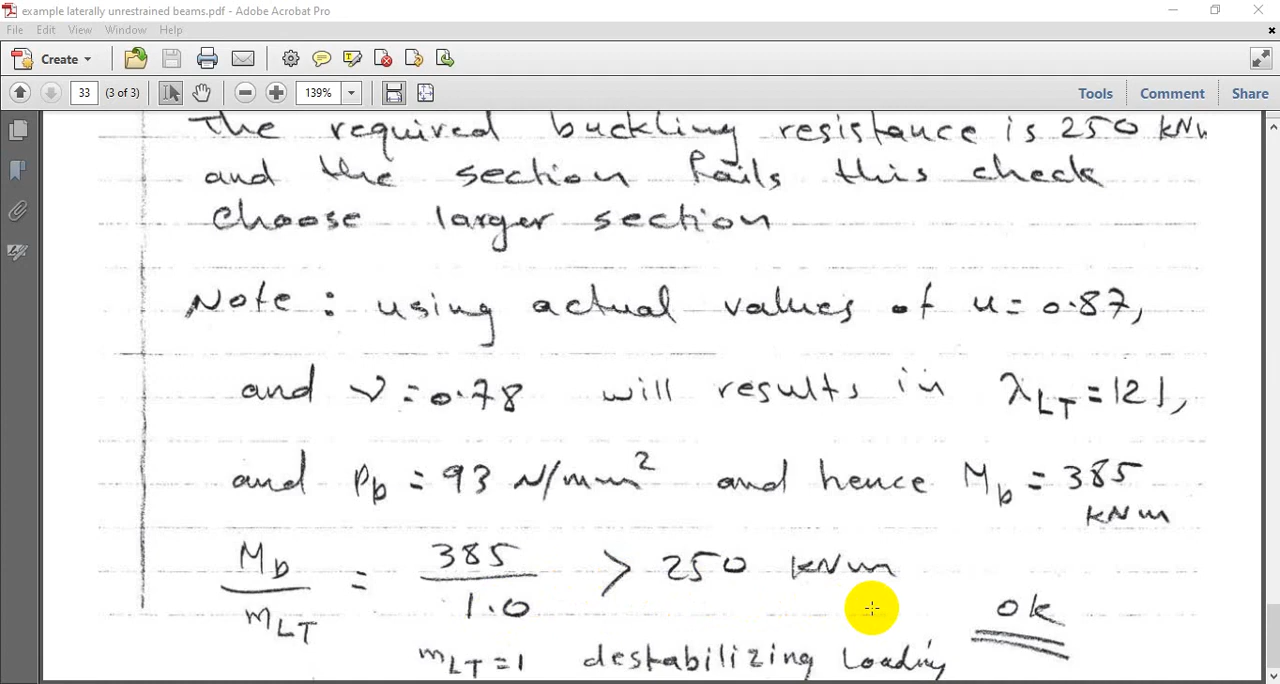 example laterally unrestrained beams.pdf - Adobe Acrobat Pro
File Edit View Window Help
Create
33 (3 of 3) 139% Tools Comment Share
The required buckling resistance is 250 kN
and the section fails this check
choose larger section
Note: using actual values of u = 0.87,
and v = 0.78 will results in λLT = 121,
and Pb = 93 N/mm² and hence Mb = 385
kNm
Mb / mLT = 385 / 1.0 > 250 kNm
ok
mLT = 1 destabilizing Loading